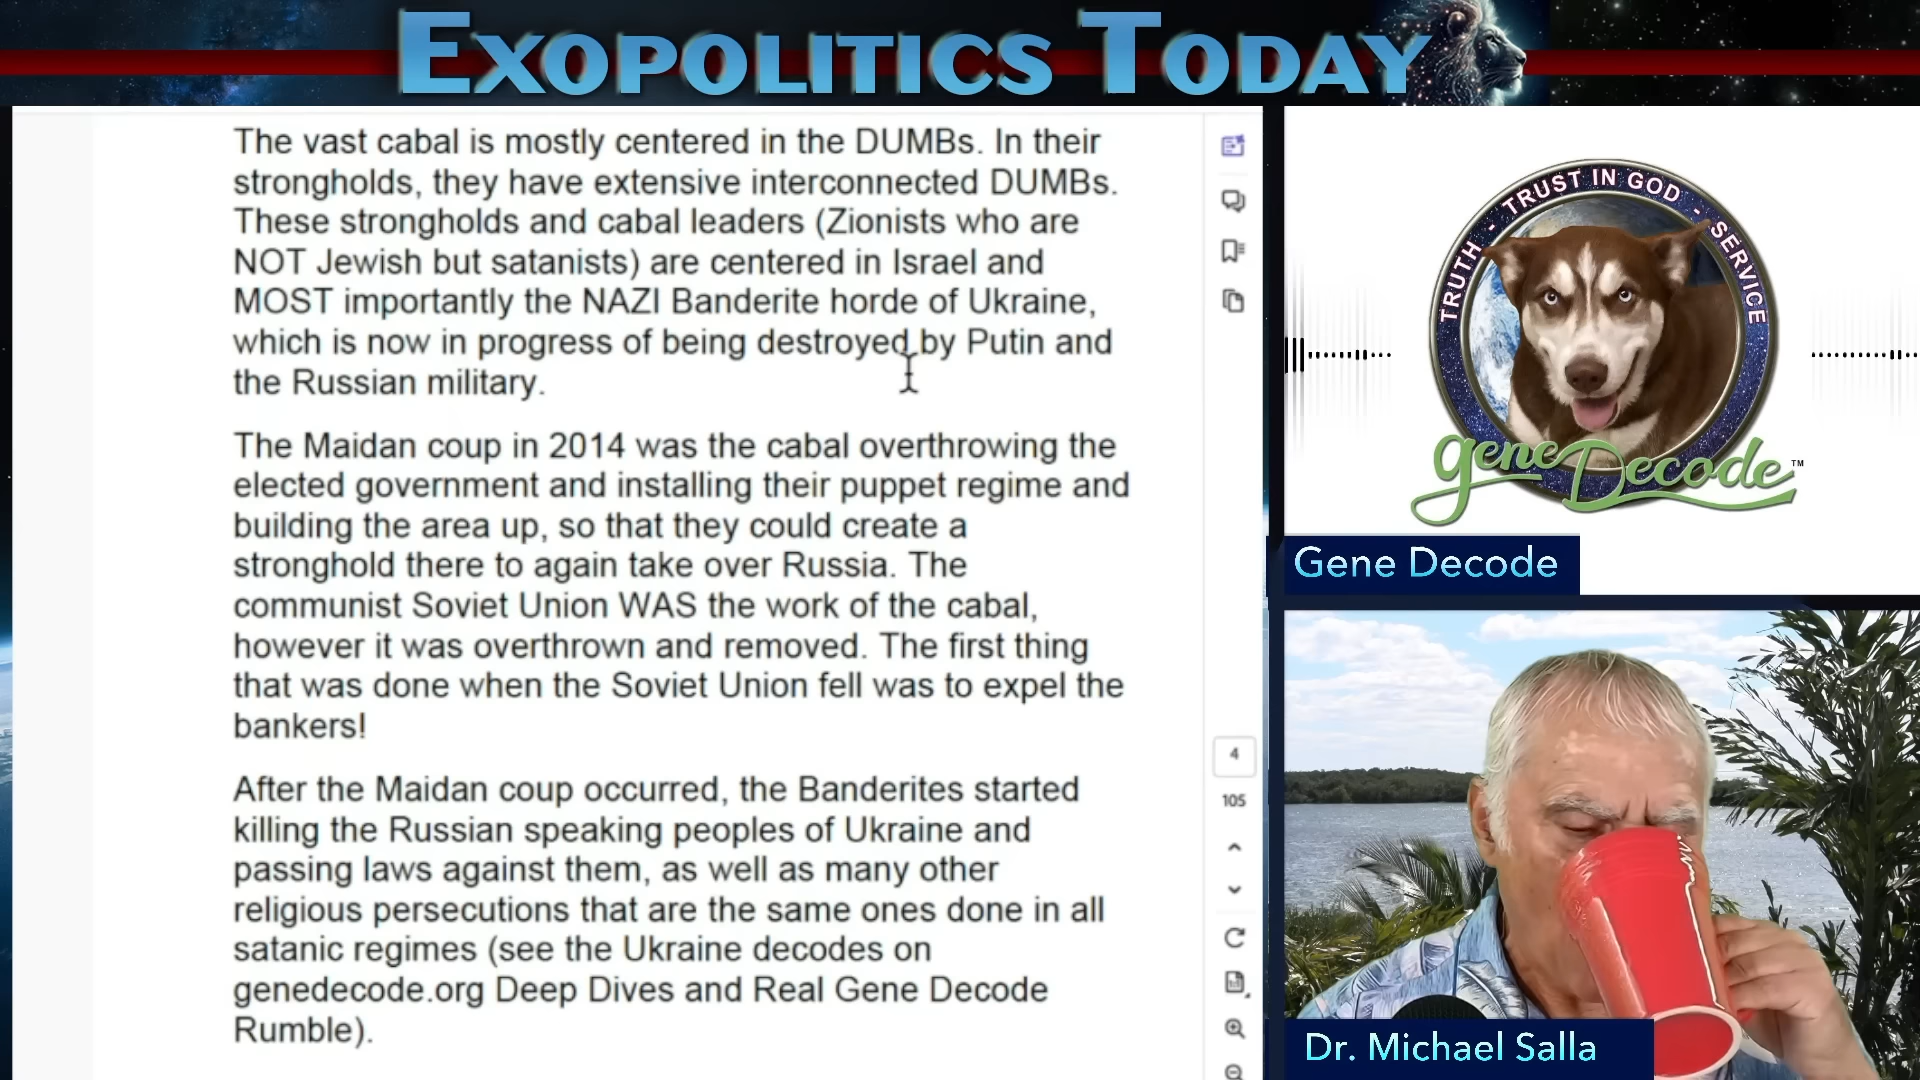 EXOPOLITICS TODAY
The vast cabal is mostly centered in the DUMBs. In their
strongholds, they have extensive interconnected DUMBs.
These strongholds and cabal leaders (Zionists who are
NOT Jewish but satanists) are centered in Israel and
MOST importantly the NAZI Banderite horde of Ukraine,
which is now in progress of being destroyed by Putin and
the Russian military.
The Maidan coup in 2014 was the cabal overthrowing the
elected government and installing their puppet regime and
building the area up, so that they could create a
stronghold there to again take over Russia. The
communist Soviet Union WAS the work of the cabal,
however it was overthrown and removed. The first thing
that was done when the Soviet Union fell was to expel the
bankers!
After the Maidan coup occurred, the Banderites started
killing the Russian speaking peoples of Ukraine and
passing laws against them, as well as many other
religious persecutions that are the same ones done in all
satanic regimes (see the Ukraine decodes on
genedecode.org Deep Dives and Real Gene Decode
Rumble).
4
105
TRUTH - TRUST IN GOD - SERVICE
gene Decode™
Gene Decode
Dr. Michael Salla